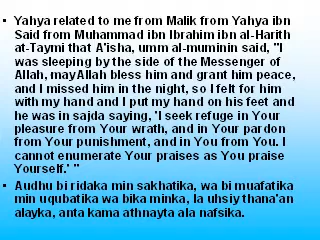 • Yahya related to me from Malik from Yahya ibn
Said from Muhammad ibn Ibrahim ibn al-Harith
at-Taymi that A'isha, umm al-muminin said, "I
was sleeping by the side of the Messenger of
Allah, may Allah bless him and grant him peace,
and I missed him in the night, so I felt for him
with my hand and I put my hand on his feet and
he was in sajda saying, 'I seek refuge in Your
pleasure from Your wrath, and in Your pardon
from Your punishment, and in You from You. I
cannot enumerate Your praises as You praise
Yourself.' "
• Audhu bi ridaka min sakhatika, wa bi muafatika
min uqubatika wa bika minka, la uhsiy thana'an
alayka, anta kama athnayta ala nafsika.